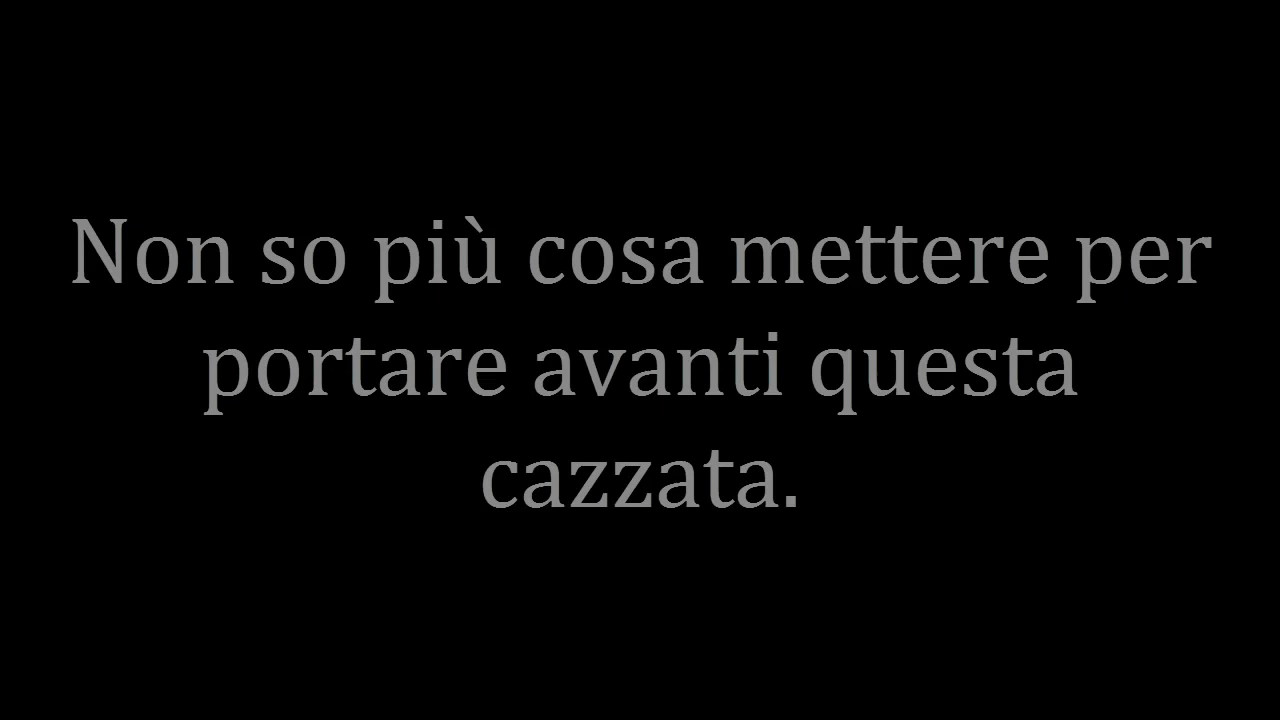 Non so più cosa mettere per
portare avanti questa
cazzata.